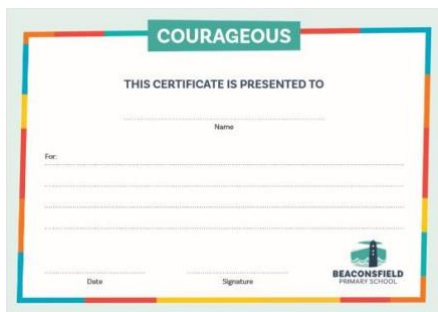 COURAGEOUS
THIS CERTIFICATE IS PRESENTED TO
Name
For:
Date
Signature
BEACONSFIELD
PRIMARY SCHOOL